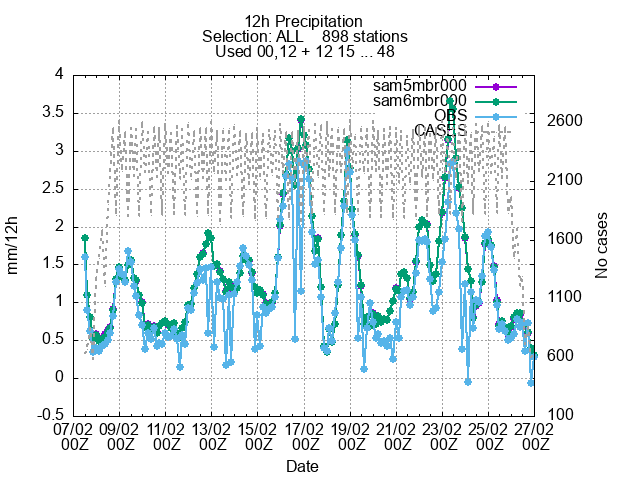 12h Precipitation
Selection: ALL 898 stations
Used 00,12 + 12 15 ... 48
sam5mbr000
sam6mbr000
OBS
CASES
4
3.5
3
2.5
2
1.5
1
0.5
0
-0.5
mm/12h
2600
2100
1600
1100
600
100
No cases
07/02 09/02 11/02 13/02 15/02 17/02 19/02 21/02 23/02 25/02 27/02
00Z 00Z 00Z 00Z 00Z 00Z 00Z 00Z 00Z 00Z 00Z
Date